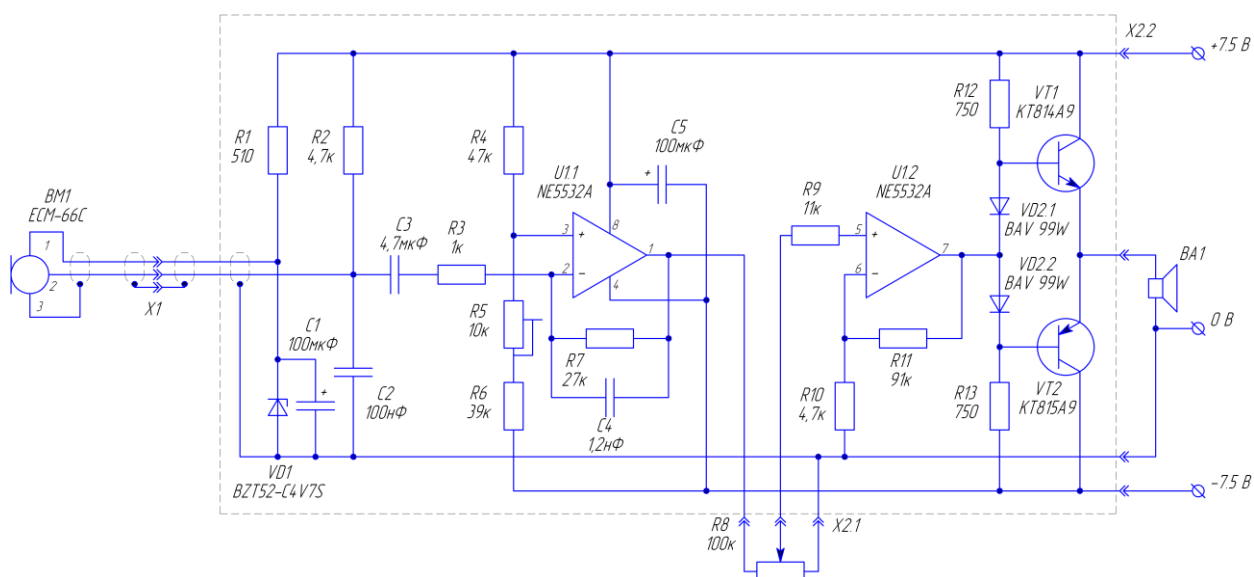 X2.2
+7.5 В
R12
750
VT1
КТ814А9
R1
510
R2
4,7к
R4
47к
C5
100мкФ
+
U1.1
NE5532A
U1.2
NE5532A
BM1
ECM-66C
R9
11к
VD2.1
BAV 99W
C3
4,7мкФ
R3
1к
8
3
+
1
2
−
4
5
+
7
6
−
1
2
3
X1
VD2.2
BAV 99W
BA1
R5
10к
0 В
C1
100мкФ
+
C2
100нФ
R7
27к
R11
91к
R6
39к
C4
1,2нФ
R10
4,7к
R13
750
VT2
КТ815А9
VD1
BZT52-C4V7S
-7.5 В
R8
100к
X2.1